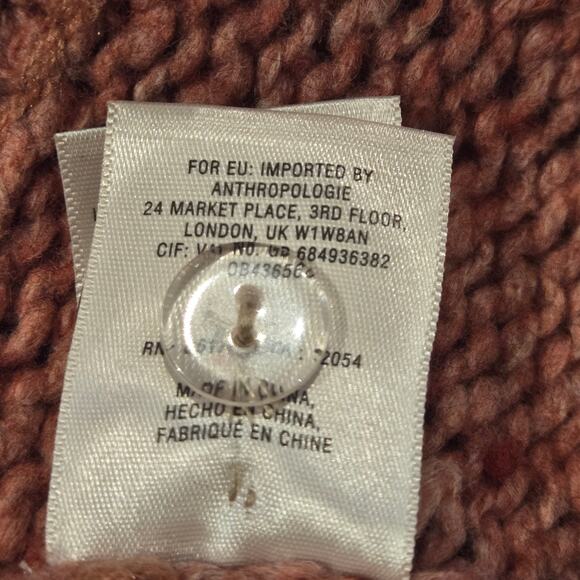 FOR EU: IMPORTED BY
ANTHROPOLOGIE
24 MARKET PLACE, 3RD FLOOR,
LONDON, UK W1W8AN
CIF: NO. GB 684936382
2054
MADE IN CHINA,
HECHO EN CHINA,
FABRIQUÉ EN CHINE